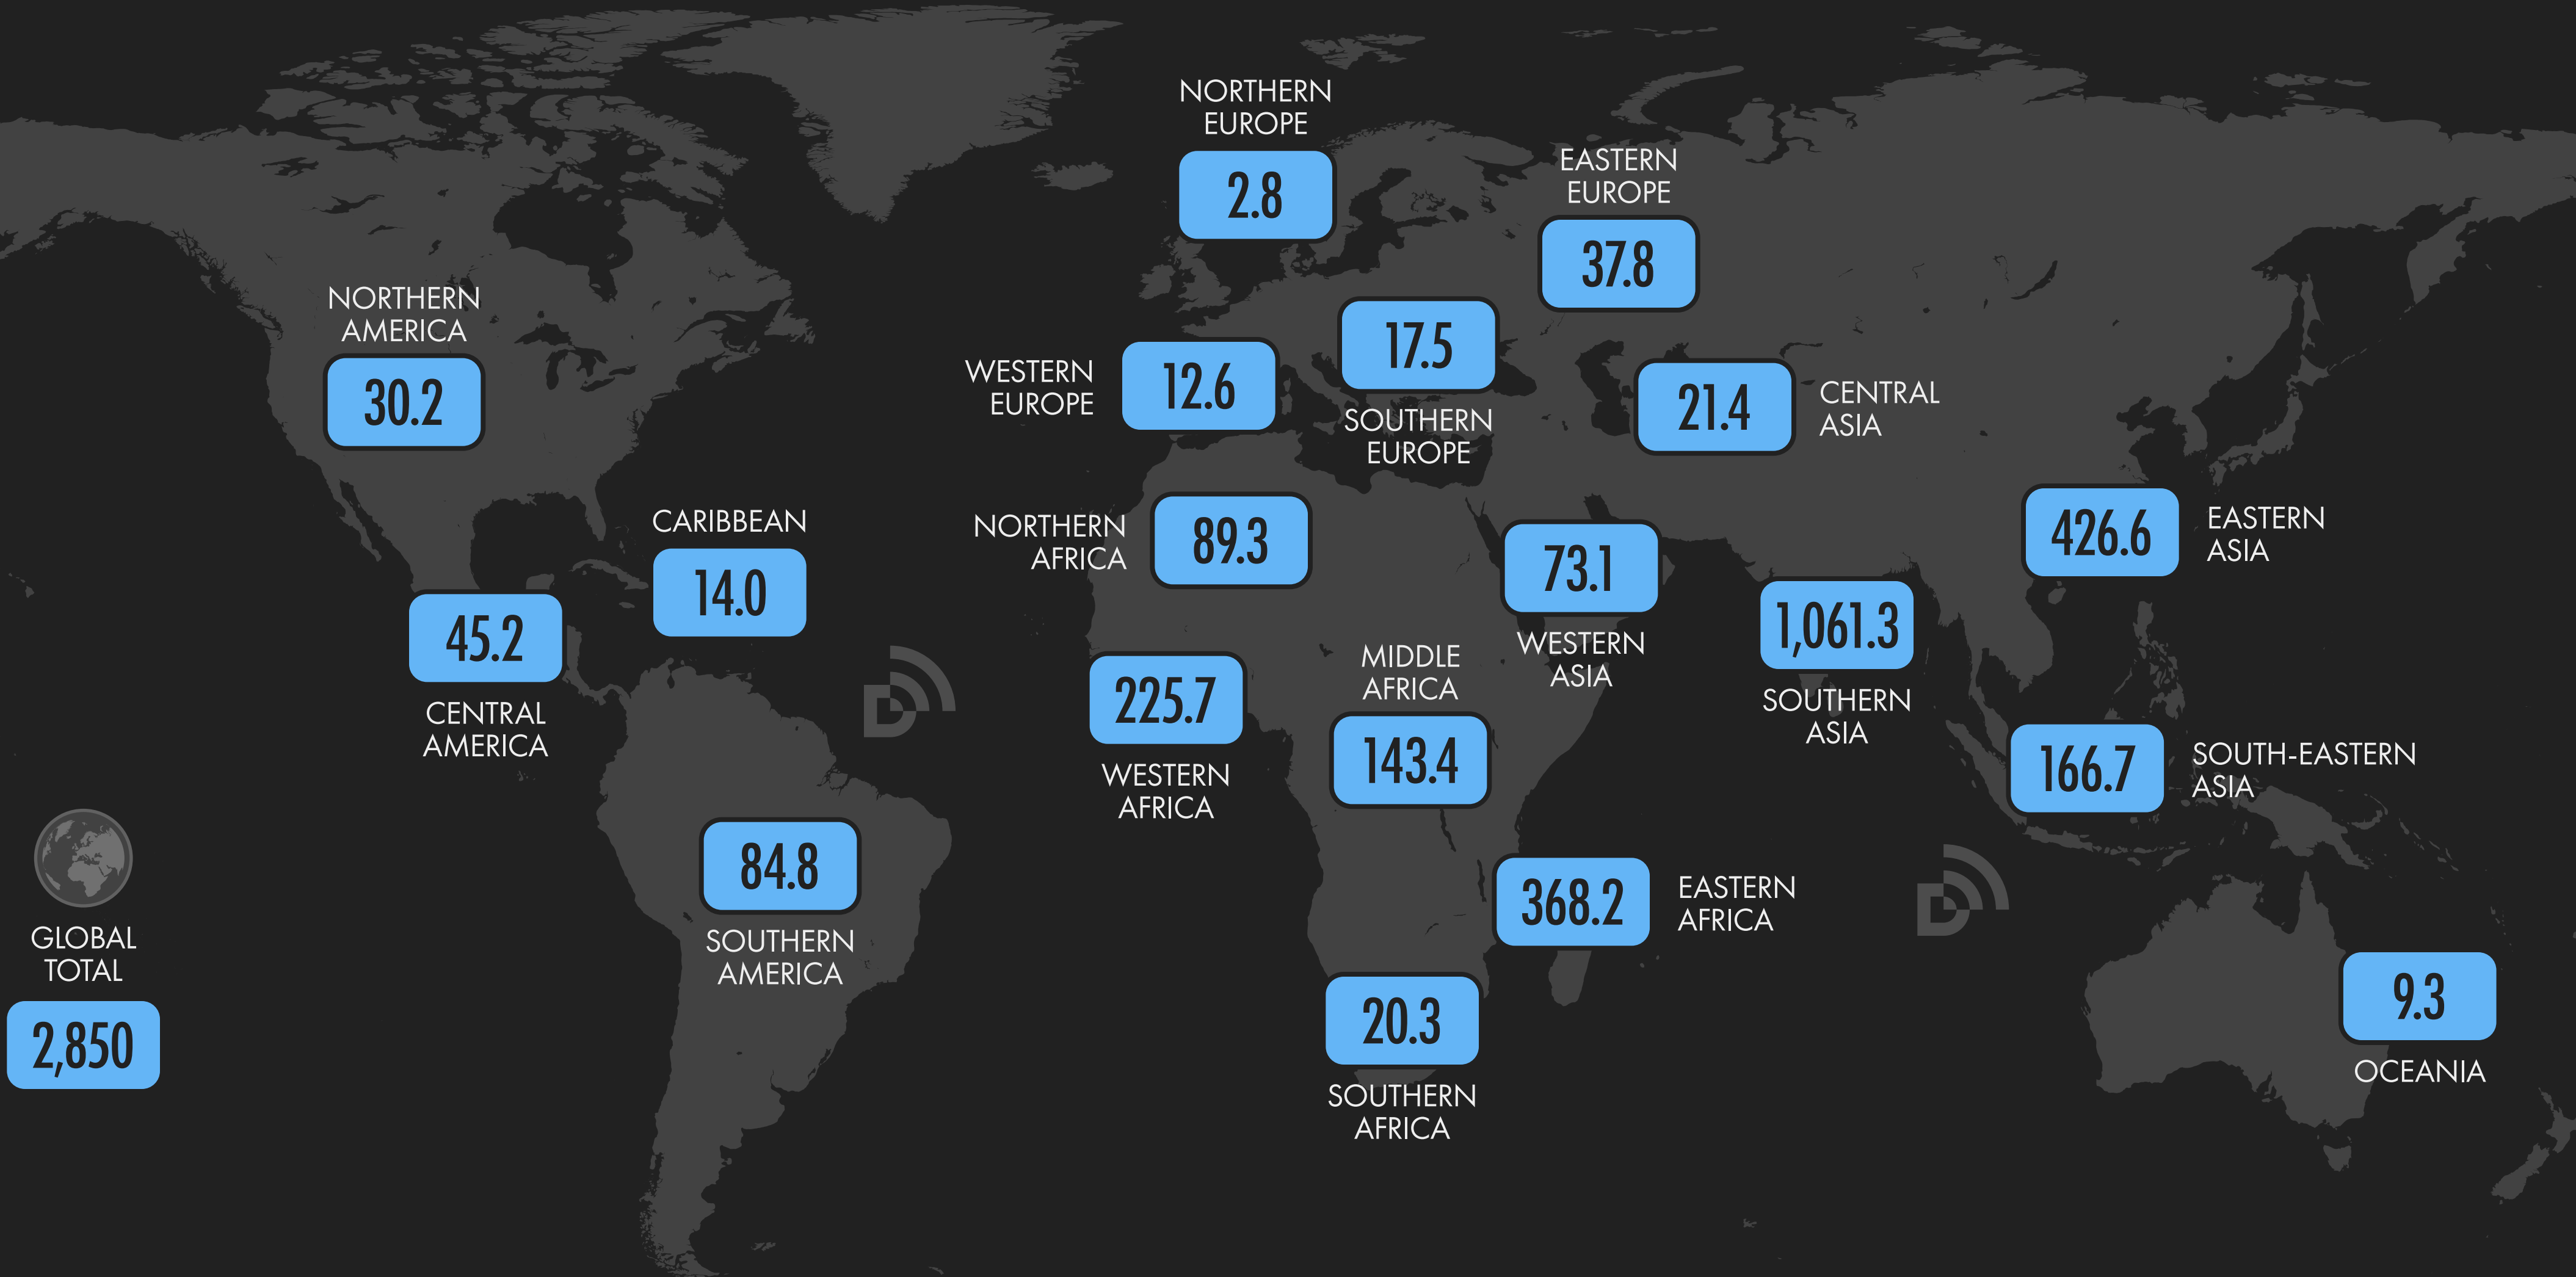 NORTHERN
EUROPE
2.8
EASTERN
EUROPE
37.8
NORTHERN
AMERICA
30.2
WESTERN
EUROPE
12.6
17.5
SOUTHERN
EUROPE
21.4
CENTRAL
ASIA
CARIBBEAN
14.0
NORTHERN
AFRICA
89.3
73.1
WESTERN
ASIA
426.6
EASTERN
ASIA
45.2
CENTRAL
AMERICA
1,061.3
SOUTHERN
ASIA
225.7
WESTERN
AFRICA
MIDDLE
AFRICA
143.4
166.7
SOUTH-EASTERN
ASIA
84.8
SOUTHERN
AMERICA
368.2
EASTERN
AFRICA
GLOBAL
TOTAL
2,850
20.3
SOUTHERN
AFRICA
9.3
OCEANIA